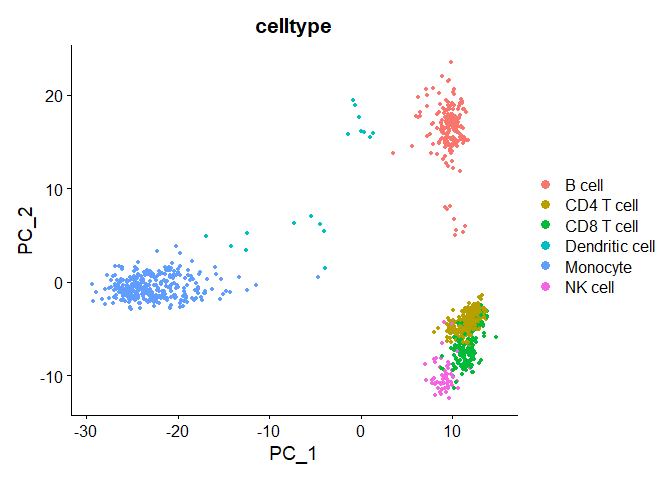 celltype
PC_2
20
10
0
-10
-30
-20
-10
0
10
PC_1
B cell
CD4 T cell
CD8 T cell
Dendritic cell
Monocyte
NK cell